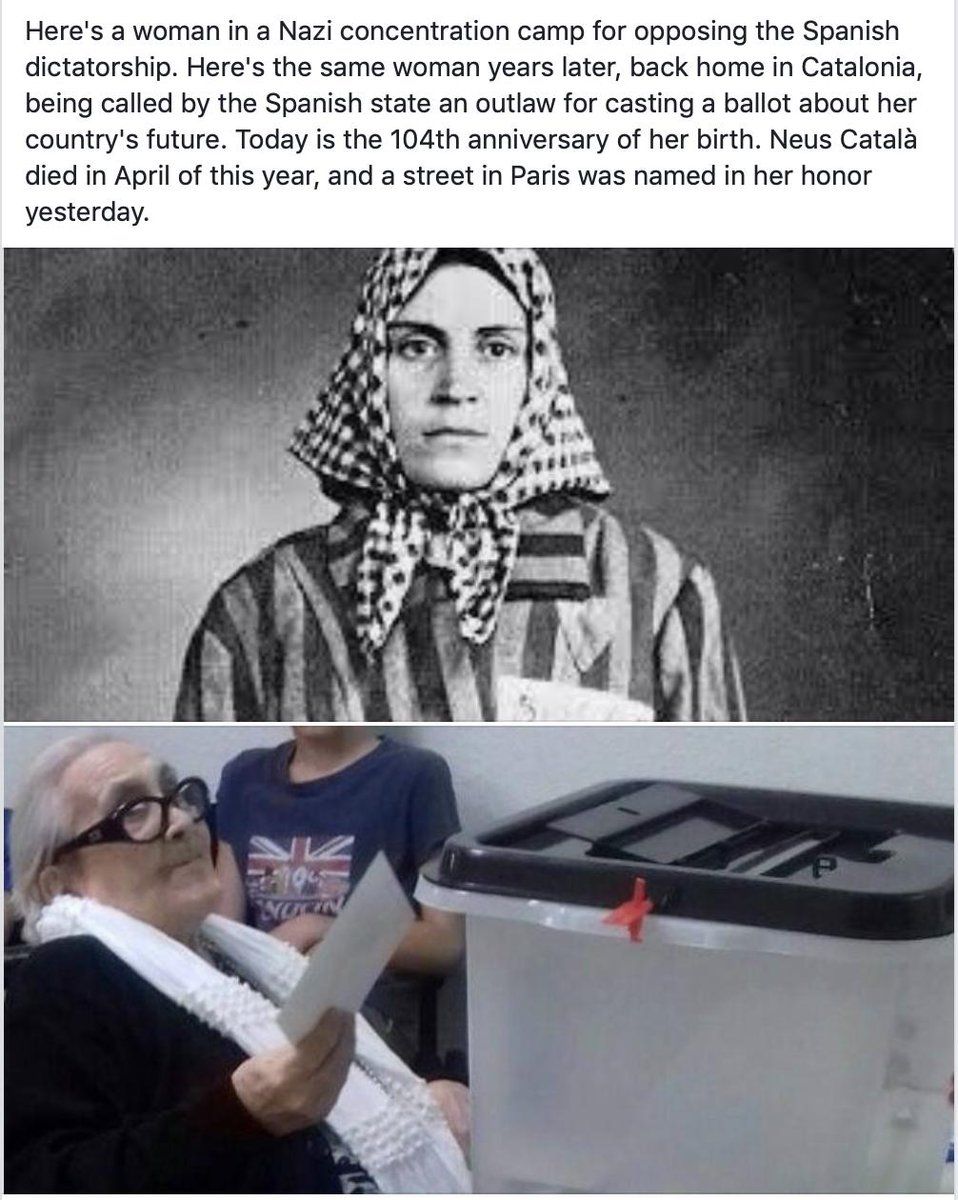 Here's a woman in a Nazi concentration camp for opposing the Spanish
dictatorship. Here's the same woman years later, back home in Catalonia,
being called by the Spanish state an outlaw for casting a ballot about her
country's future. Today is the 104th anniversary of her birth. Neus Català
died in April of this year, and a street in Paris was named in her honor
yesterday.